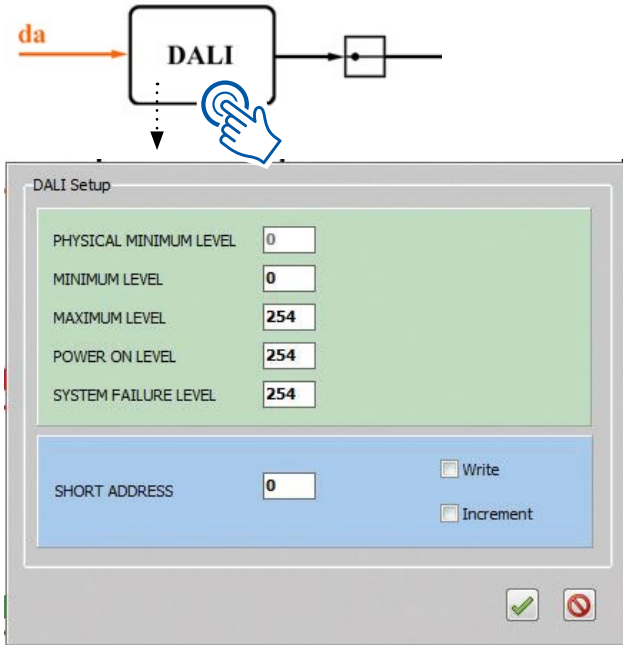 da
DALI
DALI Setup
PHYSICAL MINIMUM LEVEL 0
MINIMUM LEVEL 0
MAXIMUM LEVEL 254
POWER ON LEVEL 254
SYSTEM FAILURE LEVEL 254
SHORT ADDRESS 0
Write
Increment